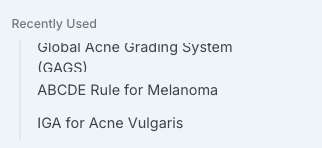 Recently Used
Global Acne Grading System
(GAGS)
ABCDE Rule for Melanoma
IGA for Acne Vulgaris